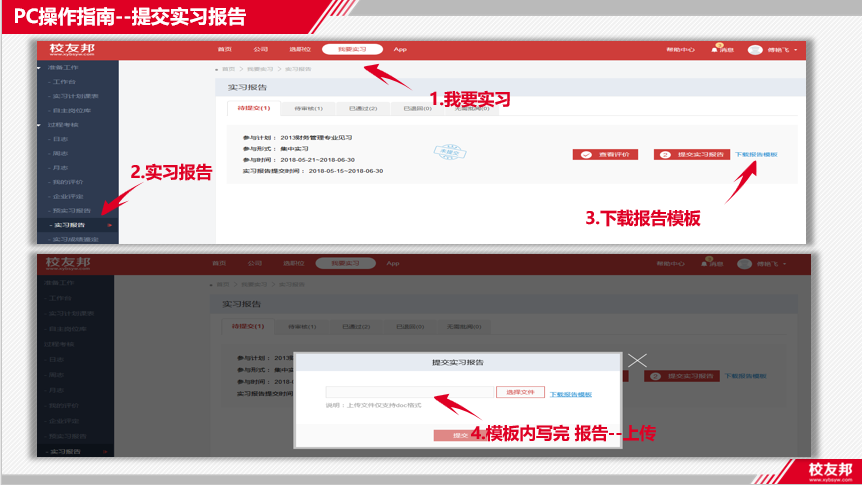 PC操作指南--提交实习报告
校友邦
www.xybsyw.com
首页 公司 选职位 我要实习 App 帮助中心 消息 傅铭飞
准备工作
- 工作台
- 实习计划课表
- 自主岗位库
过程考核
- 日志
- 周志
- 月志
- 我的评价
- 企业评定
- 预实习报告
- 实习报告
- 实习成绩鉴定
首页 > 我要实习 > 实习报告
实习报告
1.我要实习
待提交(1) 待审核(1) 已通过(2) 已退回(0) 无需批阅(0)
参与计划： 2013财务管理专业见习
参与形式： 集中实习
参与时间： 2018-05-21~2018-06-30
实习报告提交时间： 2018-05-15~2018-06-30
未提交
查看评价 提交实习报告 下载报告模板
2.实习报告
3.下载报告模板
校友邦
www.xybsyw.com
首页 公司 选职位 我要实习 App 帮助中心 消息 傅铭飞
准备工作
- 工作台
- 实习计划课表
- 自主岗位库
过程考核
- 日志
- 周志
- 月志
- 我的评价
- 企业评定
- 预实习报告
- 实习报告
首页 > 我要实习 > 实习报告
实习报告
待提交(1) 待审核(1) 已通过(2) 已退回(0) 无需批阅(0)
参与计划： 2013
参与形式： 集中实
参与时间： 2018-
实习报告提交时间
提交实习报告 下载报告模板
提交实习报告
选择文件 下载报告模板
说明：上传文件仅支持doc格式
提交
4.模板内写完 报告--上传
校友邦
www.xybsyw.com